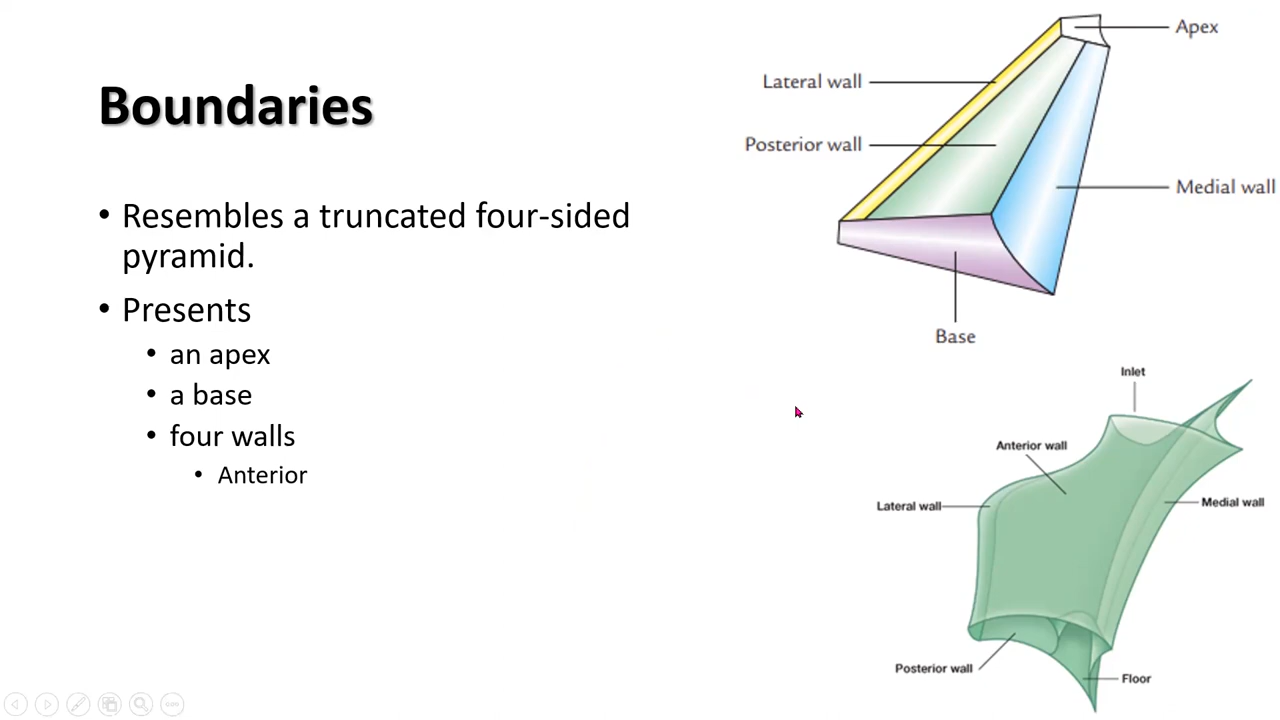 Boundaries
• Resembles a truncated four-sided
pyramid.
• Presents
• an apex
• a base
• four walls
• Anterior
Apex
Lateral wall
Posterior wall
Medial wall
Base
Inlet
Anterior wall
Lateral wall
Medial wall
Posterior wall
Floor